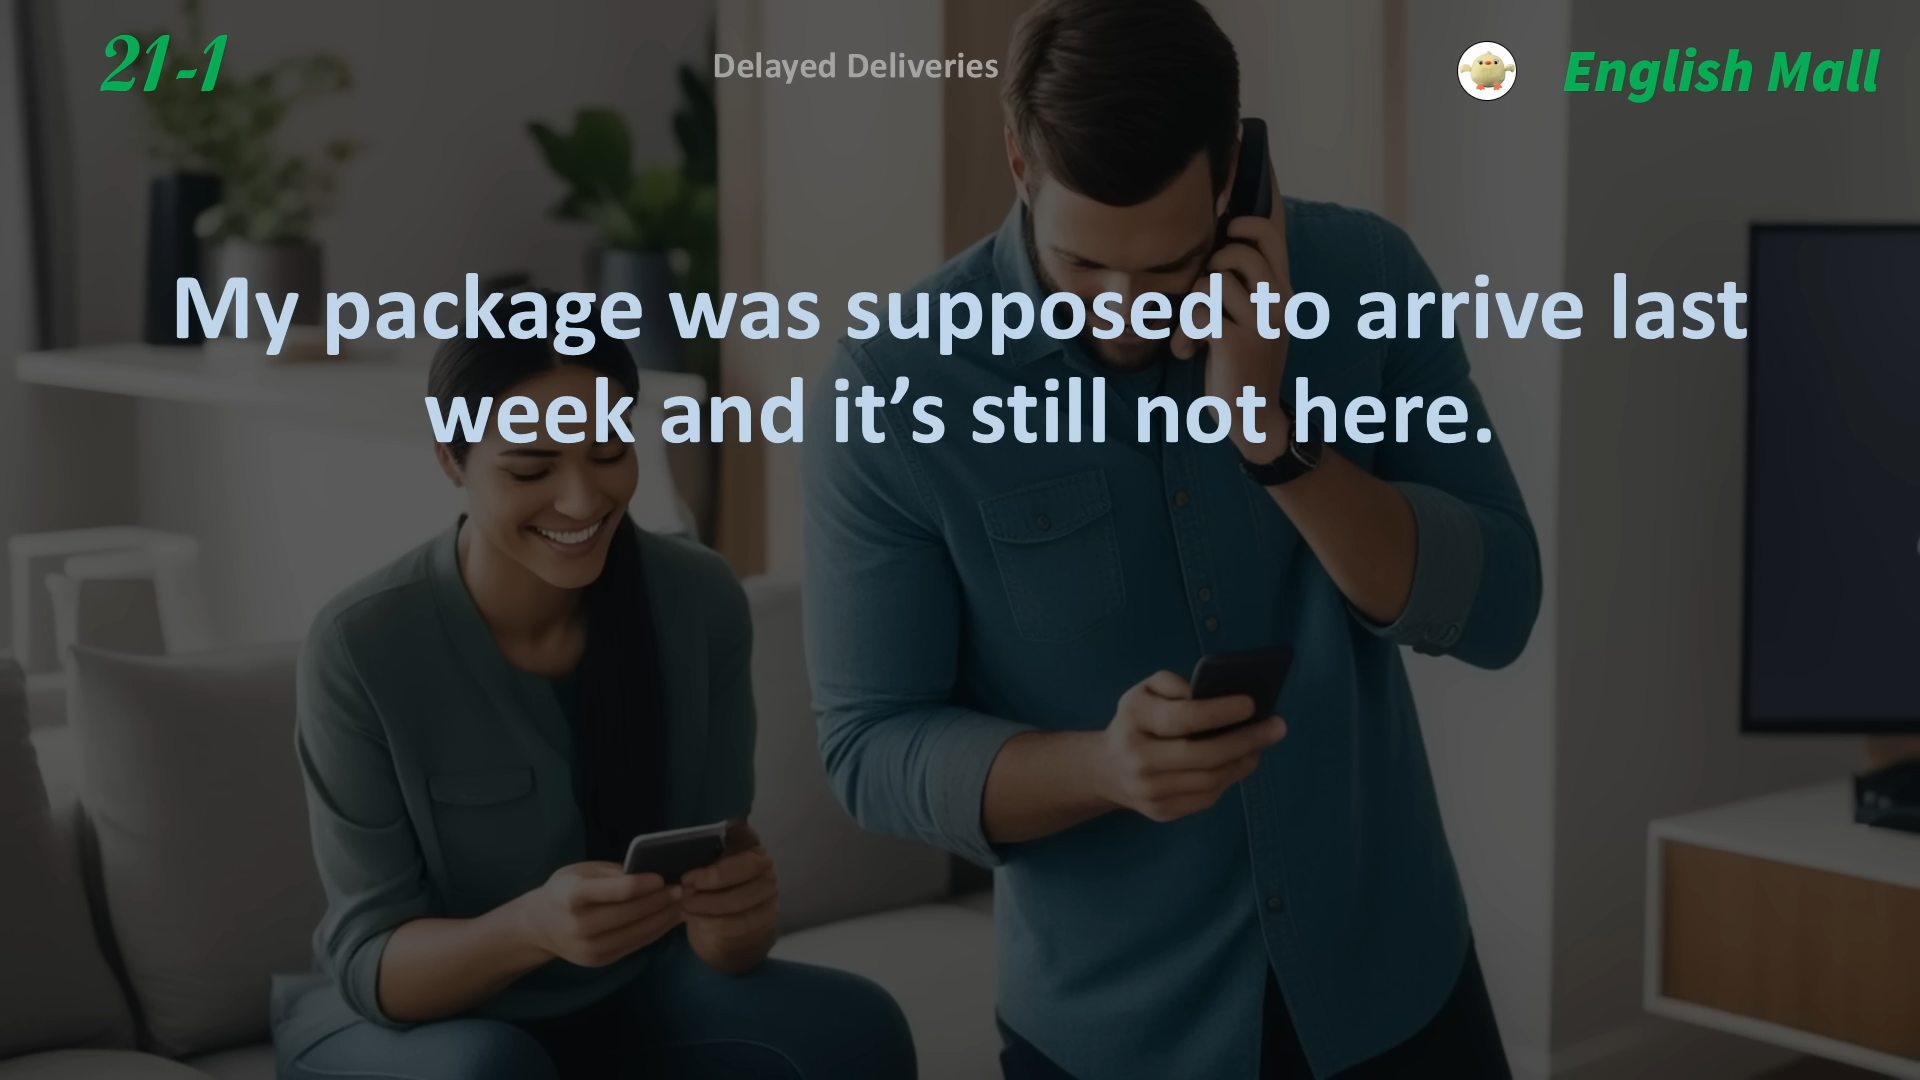 21-1
Delayed Deliveries
English Mall
My package was supposed to arrive last
week and it’s still not here.